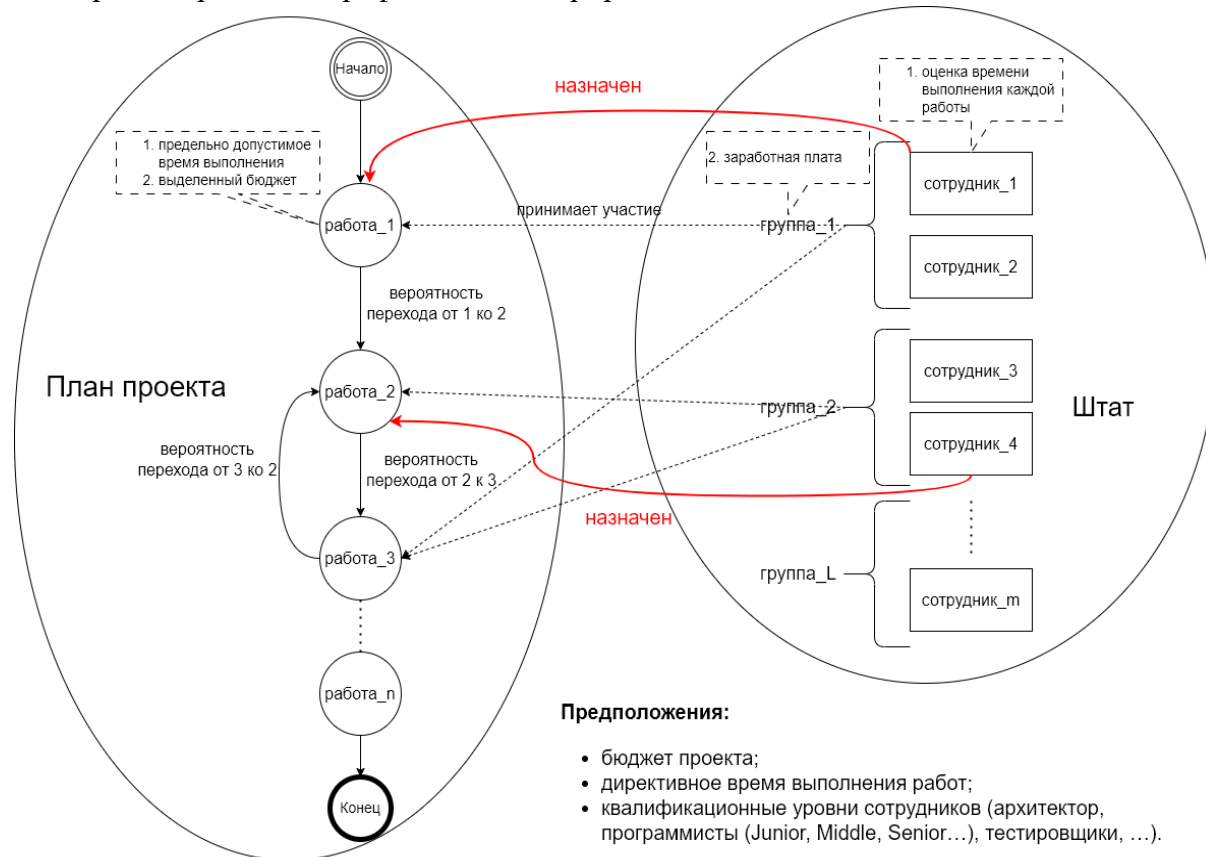 Начало
назначен
1. оценка времени
выполнения каждой
работы
1. предельно допустимое
время выполнения
2. выделенный бюджет
2. заработная плата
сотрудник_1
принимает участие
работа_1
группа_1
сотрудник_2
вероятность
перехода от 1 ко 2
План проекта
работа_2
группа_2
сотрудник_3
Штат
сотрудник_4
вероятность
перехода от 3 ко 2
вероятность
перехода от 2 к 3
назначен
работа_3
группа_L
сотрудник_m
работа_n
Предположения:
• бюджет проекта;
• директивное время выполнения работ;
• квалификационные уровни сотрудников (архитектор,
программисты (Junior, Middle, Senior…), тестировщики, …).
Конец